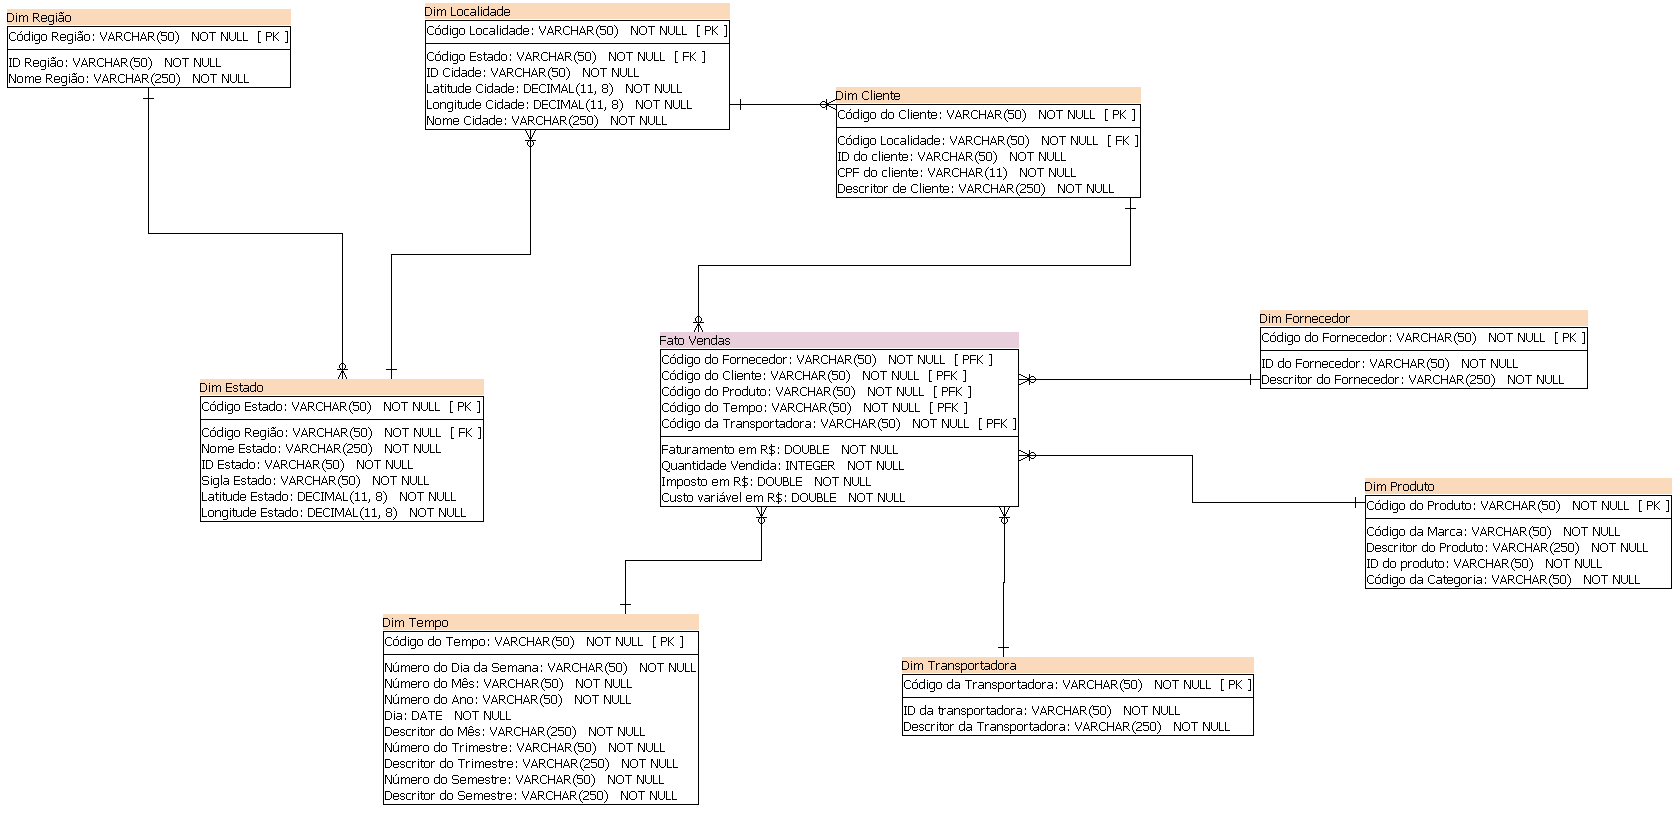 Dim Região
Código Região: VARCHAR(50) NOT NULL [ PK ]
ID Região: VARCHAR(50) NOT NULL
Nome Região: VARCHAR(250) NOT NULL
Dim Localidade
Código Localidade: VARCHAR(50) NOT NULL [ PK ]
Código Estado: VARCHAR(50) NOT NULL [ FK ]
ID Cidade: VARCHAR(50) NOT NULL
Latitude Cidade: DECIMAL(11, 8) NOT NULL
Longitude Cidade: DECIMAL(11, 8) NOT NULL
Nome Cidade: VARCHAR(250) NOT NULL
Dim Cliente
Código do Cliente: VARCHAR(50) NOT NULL [ PK ]
Código Localidade: VARCHAR(50) NOT NULL [ FK ]
ID do cliente: VARCHAR(50) NOT NULL
CPF do cliente: VARCHAR(11) NOT NULL
Descritor de Cliente: VARCHAR(250) NOT NULL
Dim Fornecedor
Código do Fornecedor: VARCHAR(50) NOT NULL [ PK ]
ID do Fornecedor: VARCHAR(50) NOT NULL
Descritor do Fornecedor: VARCHAR(250) NOT NULL
Fato Vendas
Código do Fornecedor: VARCHAR(50) NOT NULL [ PFK ]
Código do Cliente: VARCHAR(50) NOT NULL [ PFK ]
Código do Produto: VARCHAR(50) NOT NULL [ PFK ]
Código do Tempo: VARCHAR(50) NOT NULL [ PFK ]
Código da Transportadora: VARCHAR(50) NOT NULL [ PFK ]
Faturamento em R$: DOUBLE NOT NULL
Quantidade Vendida: INTEGER NOT NULL
Imposto em R$: DOUBLE NOT NULL
Custo variável em R$: DOUBLE NOT NULL
Dim Estado
Código Estado: VARCHAR(50) NOT NULL [ PK ]
Código Região: VARCHAR(50) NOT NULL [ FK ]
Nome Estado: VARCHAR(250) NOT NULL
ID Estado: VARCHAR(50) NOT NULL
Sigla Estado: VARCHAR(50) NOT NULL
Latitude Estado: DECIMAL(11, 8) NOT NULL
Longitude Estado: DECIMAL(11, 8) NOT NULL
Dim Produto
Código do Produto: VARCHAR(50) NOT NULL [ PK ]
Código da Marca: VARCHAR(50) NOT NULL
Descritor do Produto: VARCHAR(250) NOT NULL
ID do produto: VARCHAR(50) NOT NULL
Código da Categoria: VARCHAR(50) NOT NULL
Dim Tempo
Código do Tempo: VARCHAR(50) NOT NULL [ PK ]
Número do Dia da Semana: VARCHAR(50) NOT NULL
Número do Mês: VARCHAR(50) NOT NULL
Número do Ano: VARCHAR(50) NOT NULL
Dia: DATE NOT NULL
Descritor do Mês: VARCHAR(250) NOT NULL
Número do Trimestre: VARCHAR(50) NOT NULL
Descritor do Trimestre: VARCHAR(250) NOT NULL
Número do Semestre: VARCHAR(50) NOT NULL
Descritor do Semestre: VARCHAR(250) NOT NULL
Dim Transportadora
Código da Transportadora: VARCHAR(50) NOT NULL [ PK ]
ID da transportadora: VARCHAR(50) NOT NULL
Descritor da Transportadora: VARCHAR(250) NOT NULL